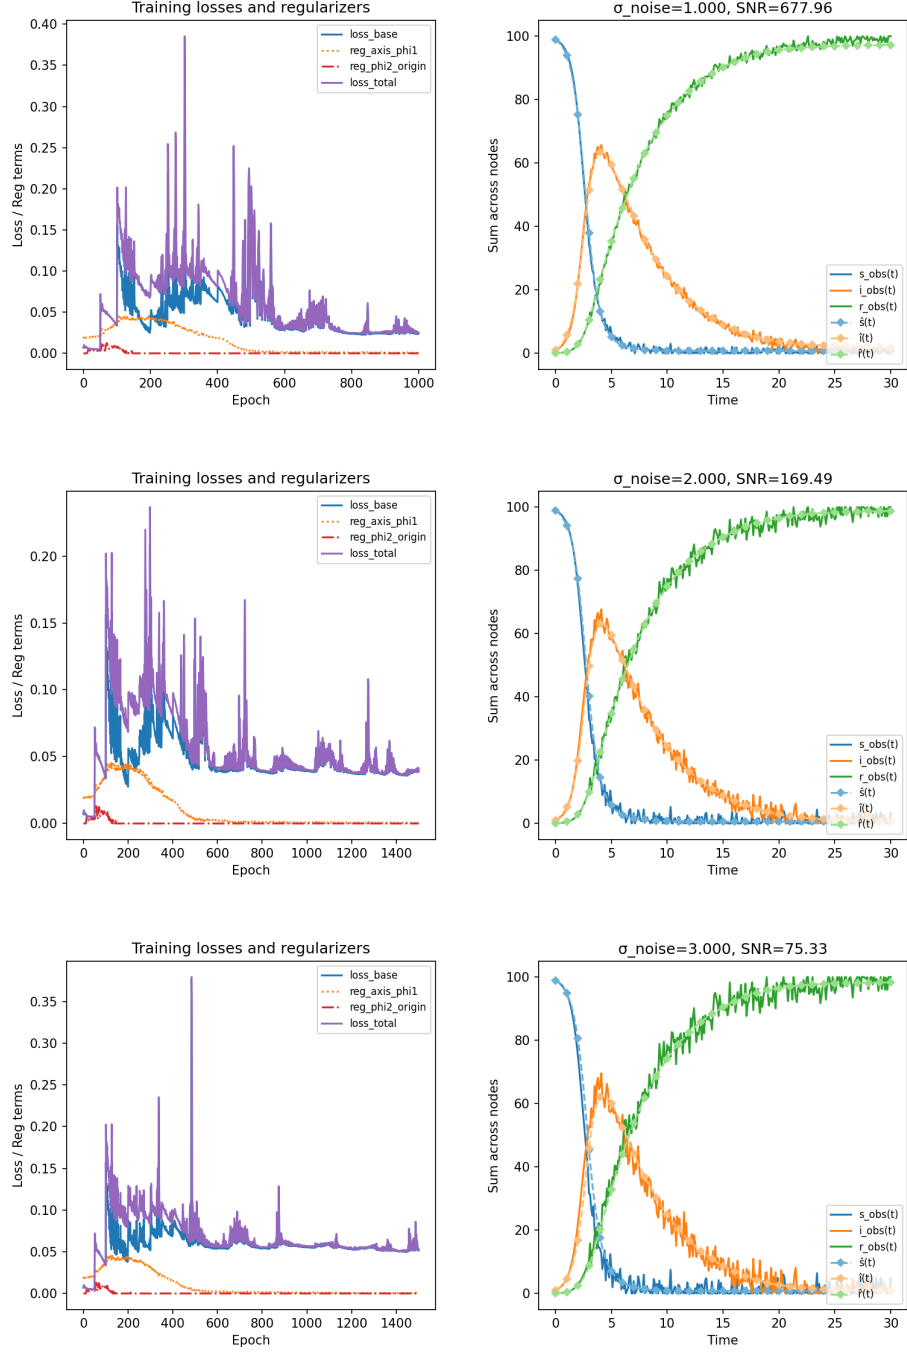 Training losses and regularizers
0.40
0.35
0.30
0.25
0.20
0.15
0.10
0.05
0.00
Loss / Reg terms
loss_base
reg_axis_phi1
reg_phi2_origin
loss_total
0 200 400 600 800 1000
Epoch
σ_noise=1.000, SNR=677.96
100
80
60
40
20
0
Sum across nodes
s_obs(t)
i_obs(t)
r_obs(t)
ŝ(t)
î(t)
r̂(t)
0 5 10 15 20 25 30
Time
Training losses and regularizers
0.20
0.15
0.10
0.05
0.00
Loss / Reg terms
loss_base
reg_axis_phi1
reg_phi2_origin
loss_total
0 200 400 600 800 1000 1200 1400
Epoch
σ_noise=2.000, SNR=169.49
100
80
60
40
20
0
Sum across nodes
s_obs(t)
i_obs(t)
r_obs(t)
ŝ(t)
î(t)
r̂(t)
0 5 10 15 20 25 30
Time
Training losses and regularizers
0.35
0.30
0.25
0.20
0.15
0.10
0.05
0.00
Loss / Reg terms
loss_base
reg_axis_phi1
reg_phi2_origin
loss_total
0 200 400 600 800 1000 1200 1400
Epoch
σ_noise=3.000, SNR=75.33
100
80
60
40
20
0
Sum across nodes
s_obs(t)
i_obs(t)
r_obs(t)
ŝ(t)
î(t)
r̂(t)
0 5 10 15 20 25 30
Time